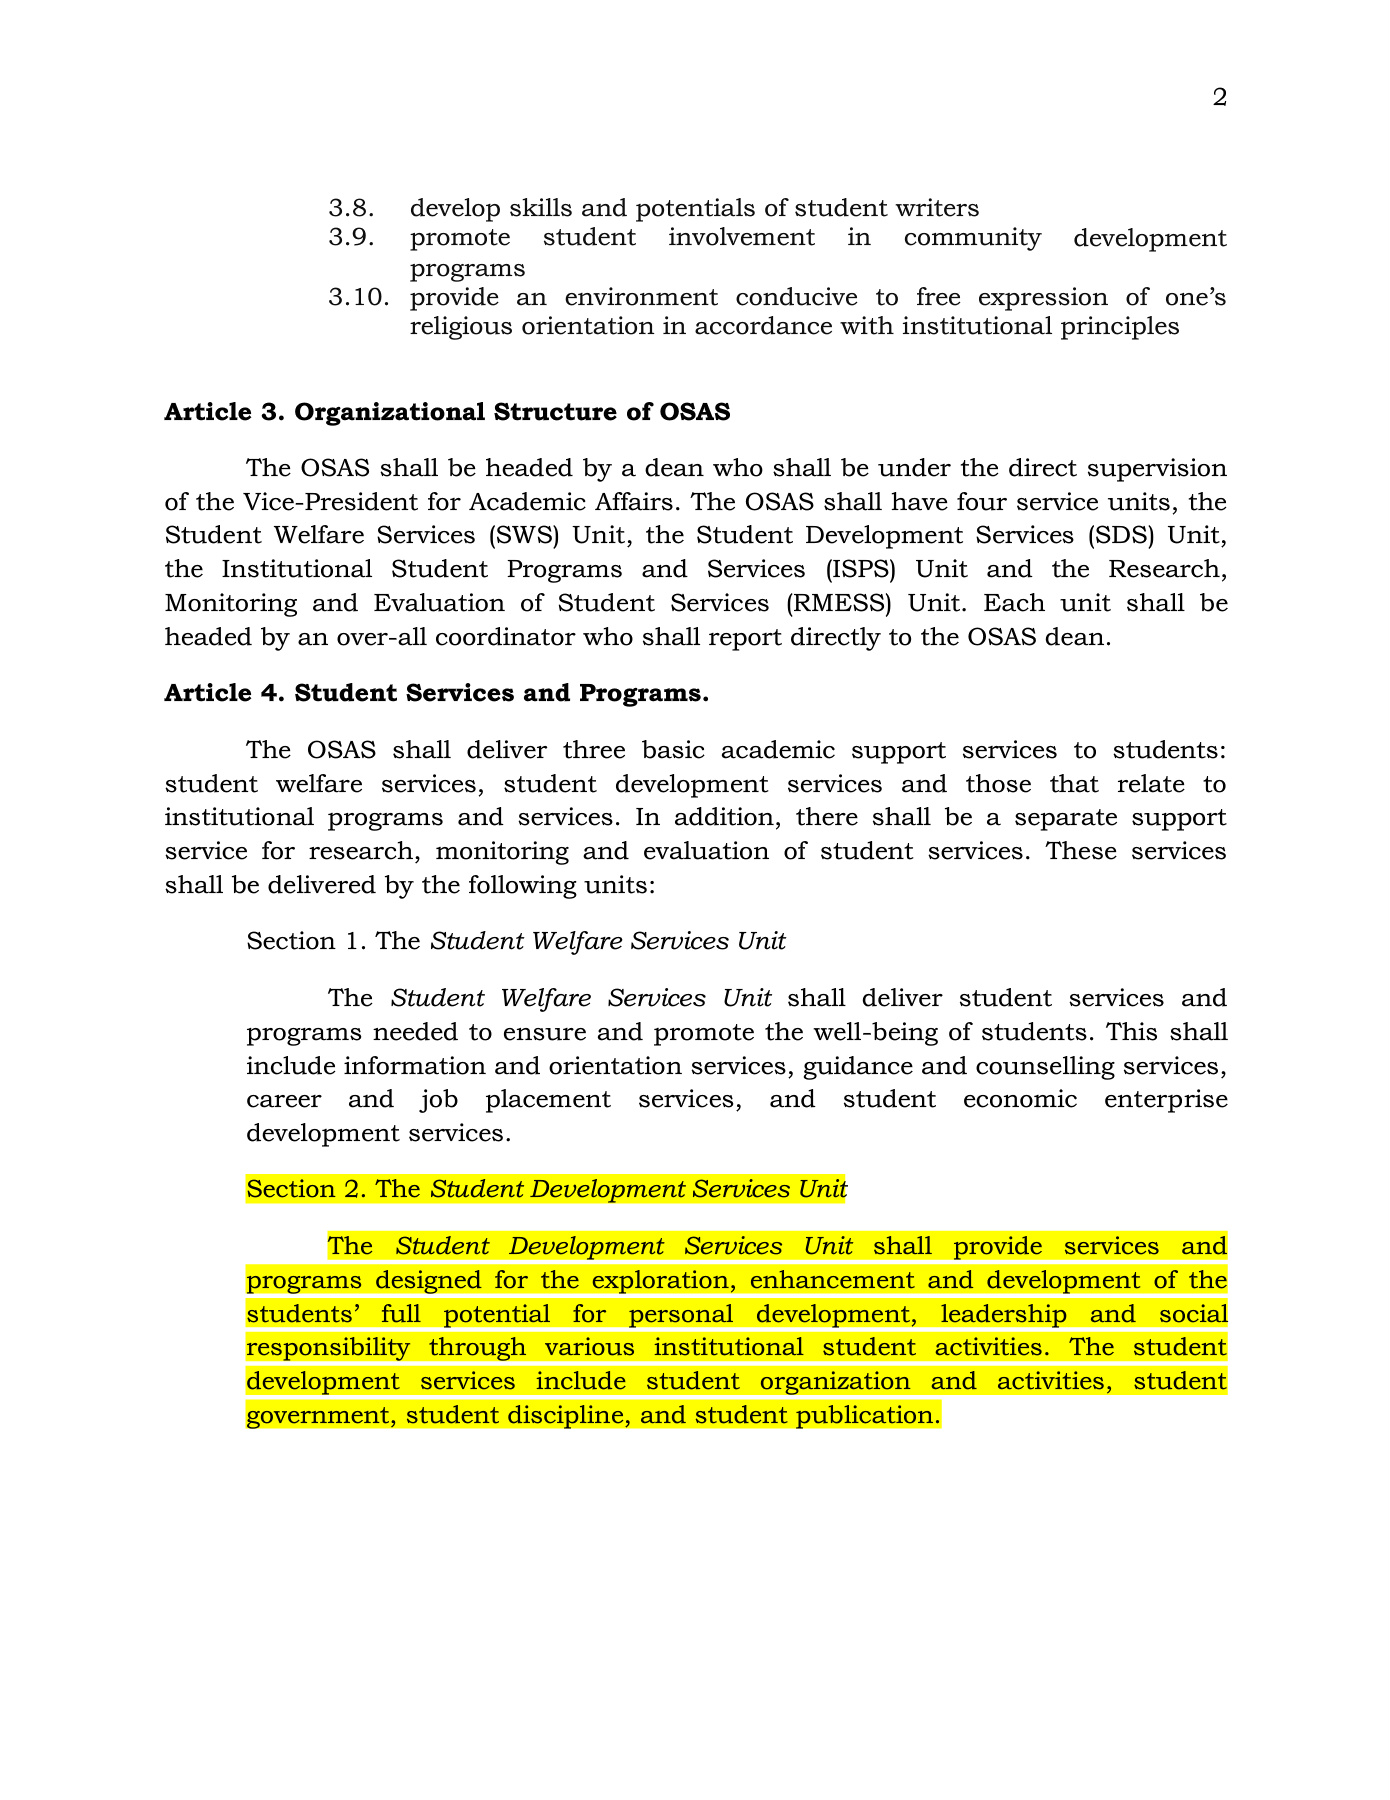 2
3.8. develop skills and potentials of student writers
3.9. promote student involvement in community development
programs
3.10. provide an environment conducive to free expression of one’s
religious orientation in accordance with institutional principles
Article 3. Organizational Structure of OSAS
The OSAS shall be headed by a dean who shall be under the direct supervision
of the Vice-President for Academic Affairs. The OSAS shall have four service units, the
Student Welfare Services (SWS) Unit, the Student Development Services (SDS) Unit,
the Institutional Student Programs and Services (ISPS) Unit and the Research,
Monitoring and Evaluation of Student Services (RMESS) Unit. Each unit shall be
headed by an over-all coordinator who shall report directly to the OSAS dean.
Article 4. Student Services and Programs.
The OSAS shall deliver three basic academic support services to students:
student welfare services, student development services and those that relate to
institutional programs and services. In addition, there shall be a separate support
service for research, monitoring and evaluation of student services. These services
shall be delivered by the following units:
Section 1. The Student Welfare Services Unit
The Student Welfare Services Unit shall deliver student services and
programs needed to ensure and promote the well-being of students. This shall
include information and orientation services, guidance and counselling services,
career and job placement services, and student economic enterprise
development services.
Section 2. The Student Development Services Unit
The Student Development Services Unit shall provide services and
programs designed for the exploration, enhancement and development of the
students’ full potential for personal development, leadership and social
responsibility through various institutional student activities. The student
development services include student organization and activities, student
government, student discipline, and student publication.